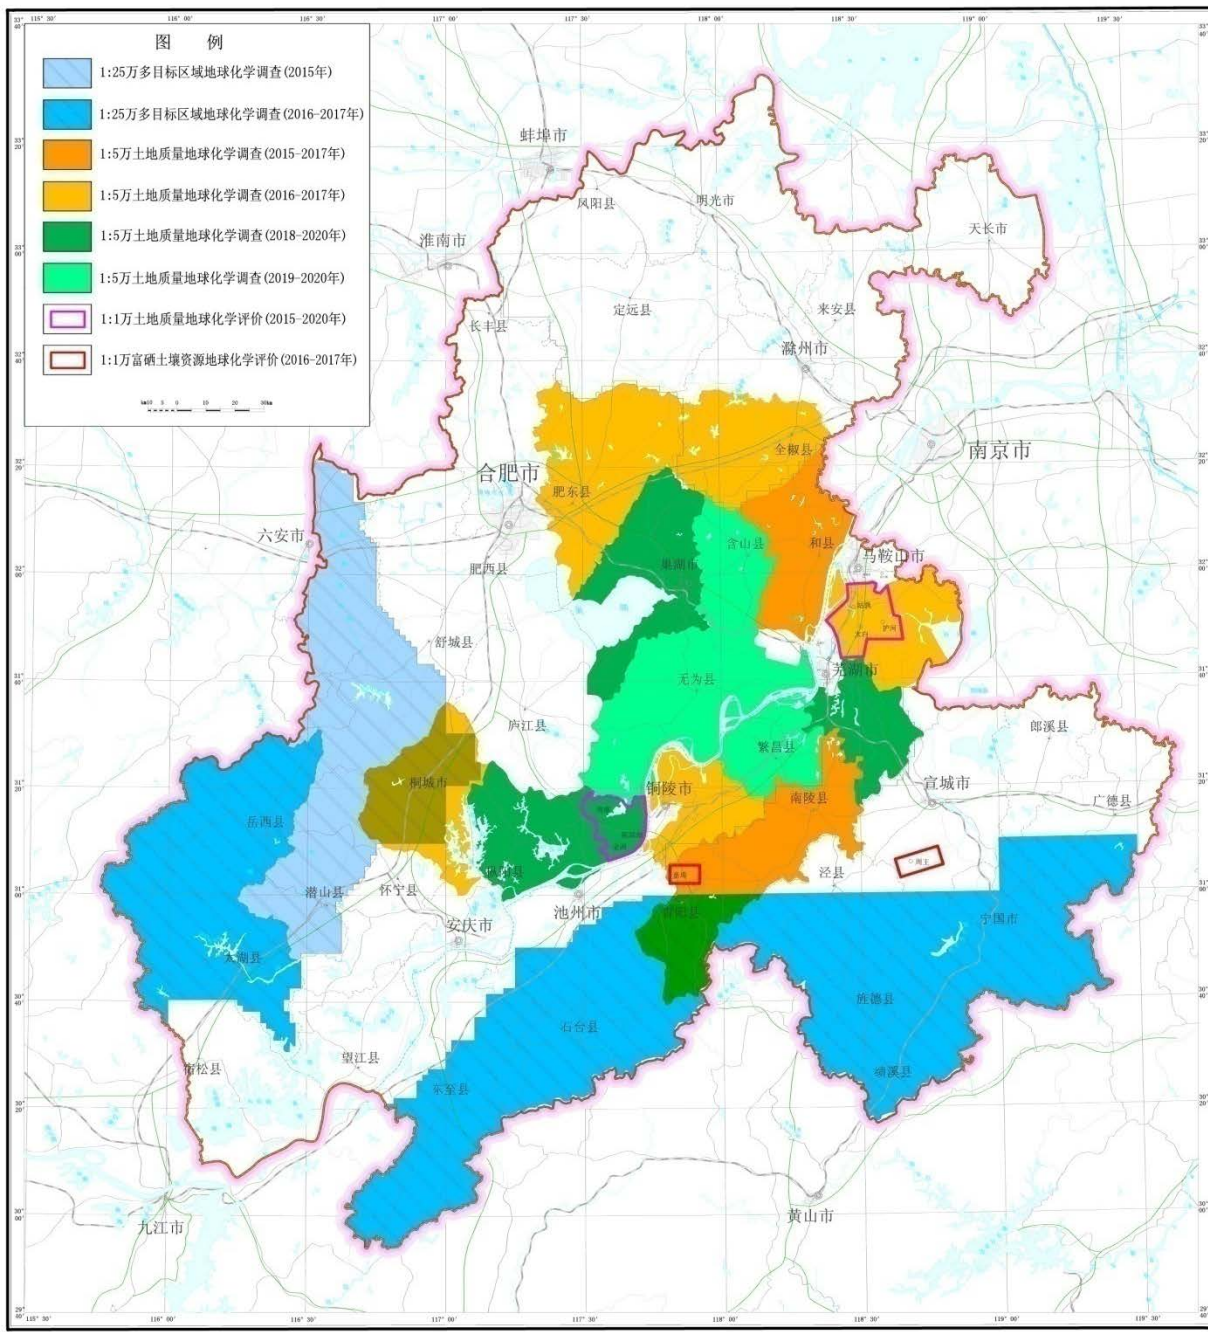 图 例
1:25万多目标区域地球化学调查(2015年)
1:25万多目标区域地球化学调查(2016-2017年)
1:5万土地质量地球化学调查(2015-2017年)
1:5万土地质量地球化学调查(2016-2017年)
1:5万土地质量地球化学调查(2018-2020年)
1:5万土地质量地球化学调查(2019-2020年)
1:1万土地质量地球化学评价(2015-2020年)
1:1万富硒土壤资源地球化学评价(2016-2017年)
km10 5 0 10 20 30km
蚌埠市
凤阳县
明光市
天长市
淮南市
定远县
来安县
长丰县
滁州市
全椒县
南京市
合肥市
肥东县
六安市
含山县
和县
马鞍山市
肥西县
巢湖市
舒城县
芜湖市
无为县
庐江县
繁昌县
郎溪县
桐城市
铜陵市
南陵县
宣城市
广德县
岳西县
周王
泾县
潜山县
怀宁县
池州市
青阳县
安庆市
宁国市
太湖县
旌德县
石台县
望江县
宿松县
东至县
绩溪县
九江市
黄山市